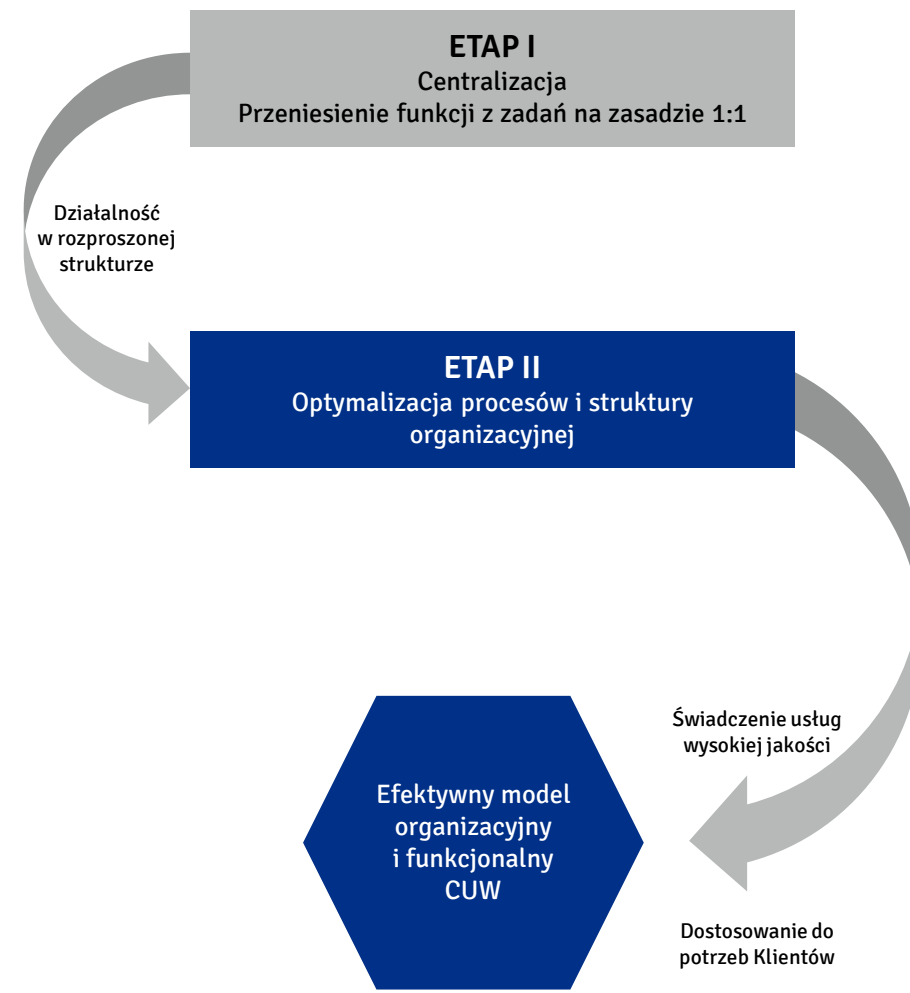 ETAP I
Centralizacja
Przeniesienie funkcji z zadań na zasadzie 1:1
Działalność
w rozproszonej
strukturze
ETAP II
Optymalizacja procesów i struktury
organizacyjnej
Świadczenie usług
wysokiej jakości
Efektywny model
organizacyjny
i funkcjonalny
CUW
Dostosowanie do
potrzeb Klientów